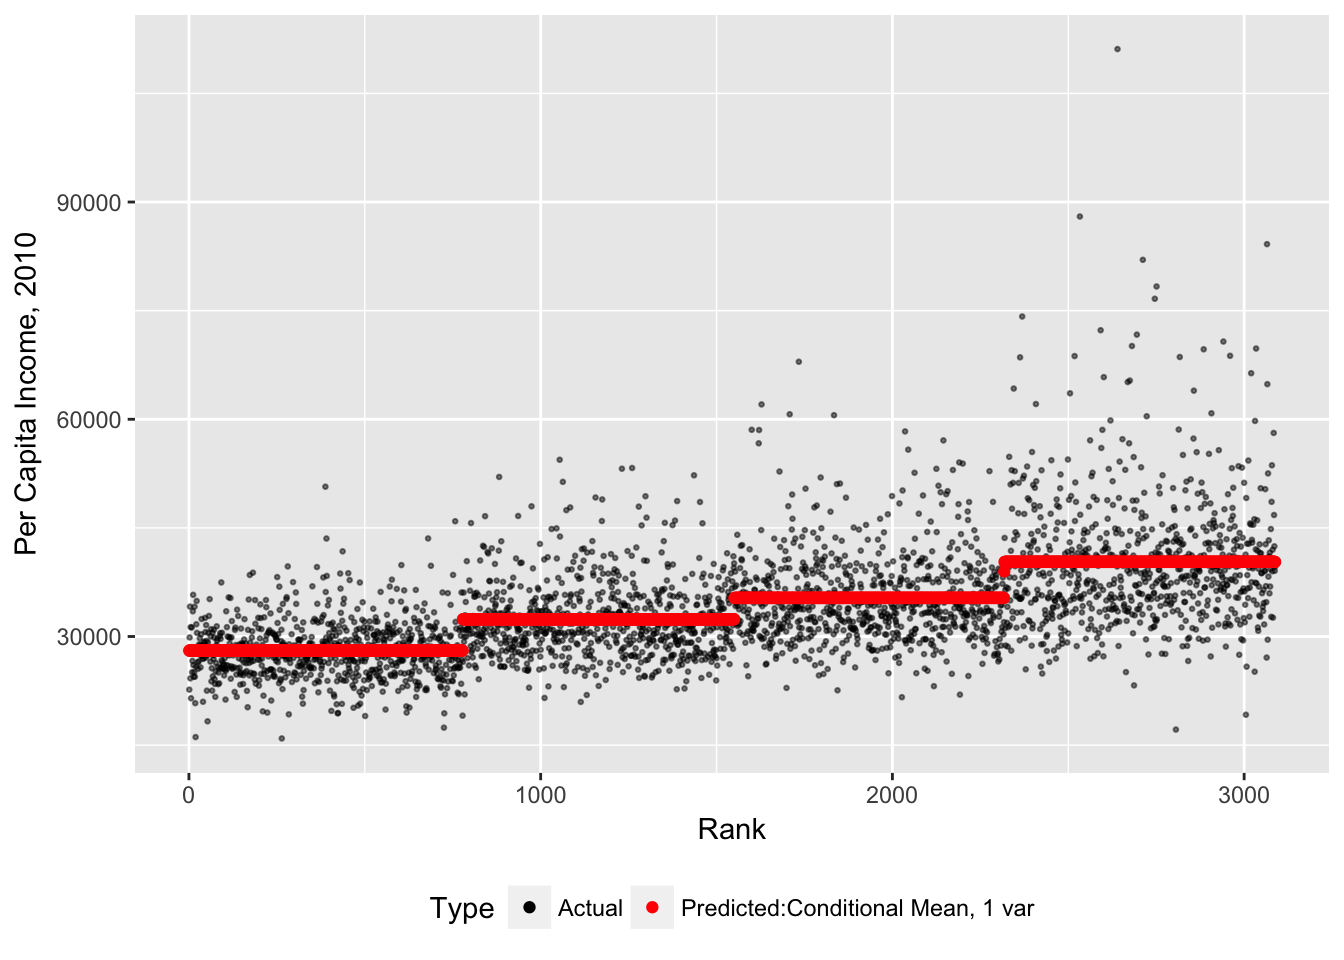 Per Capita Income, 2010
90000
60000
30000
0 1000 2000 3000
Rank
Type Actual Predicted:Conditional Mean, 1 var